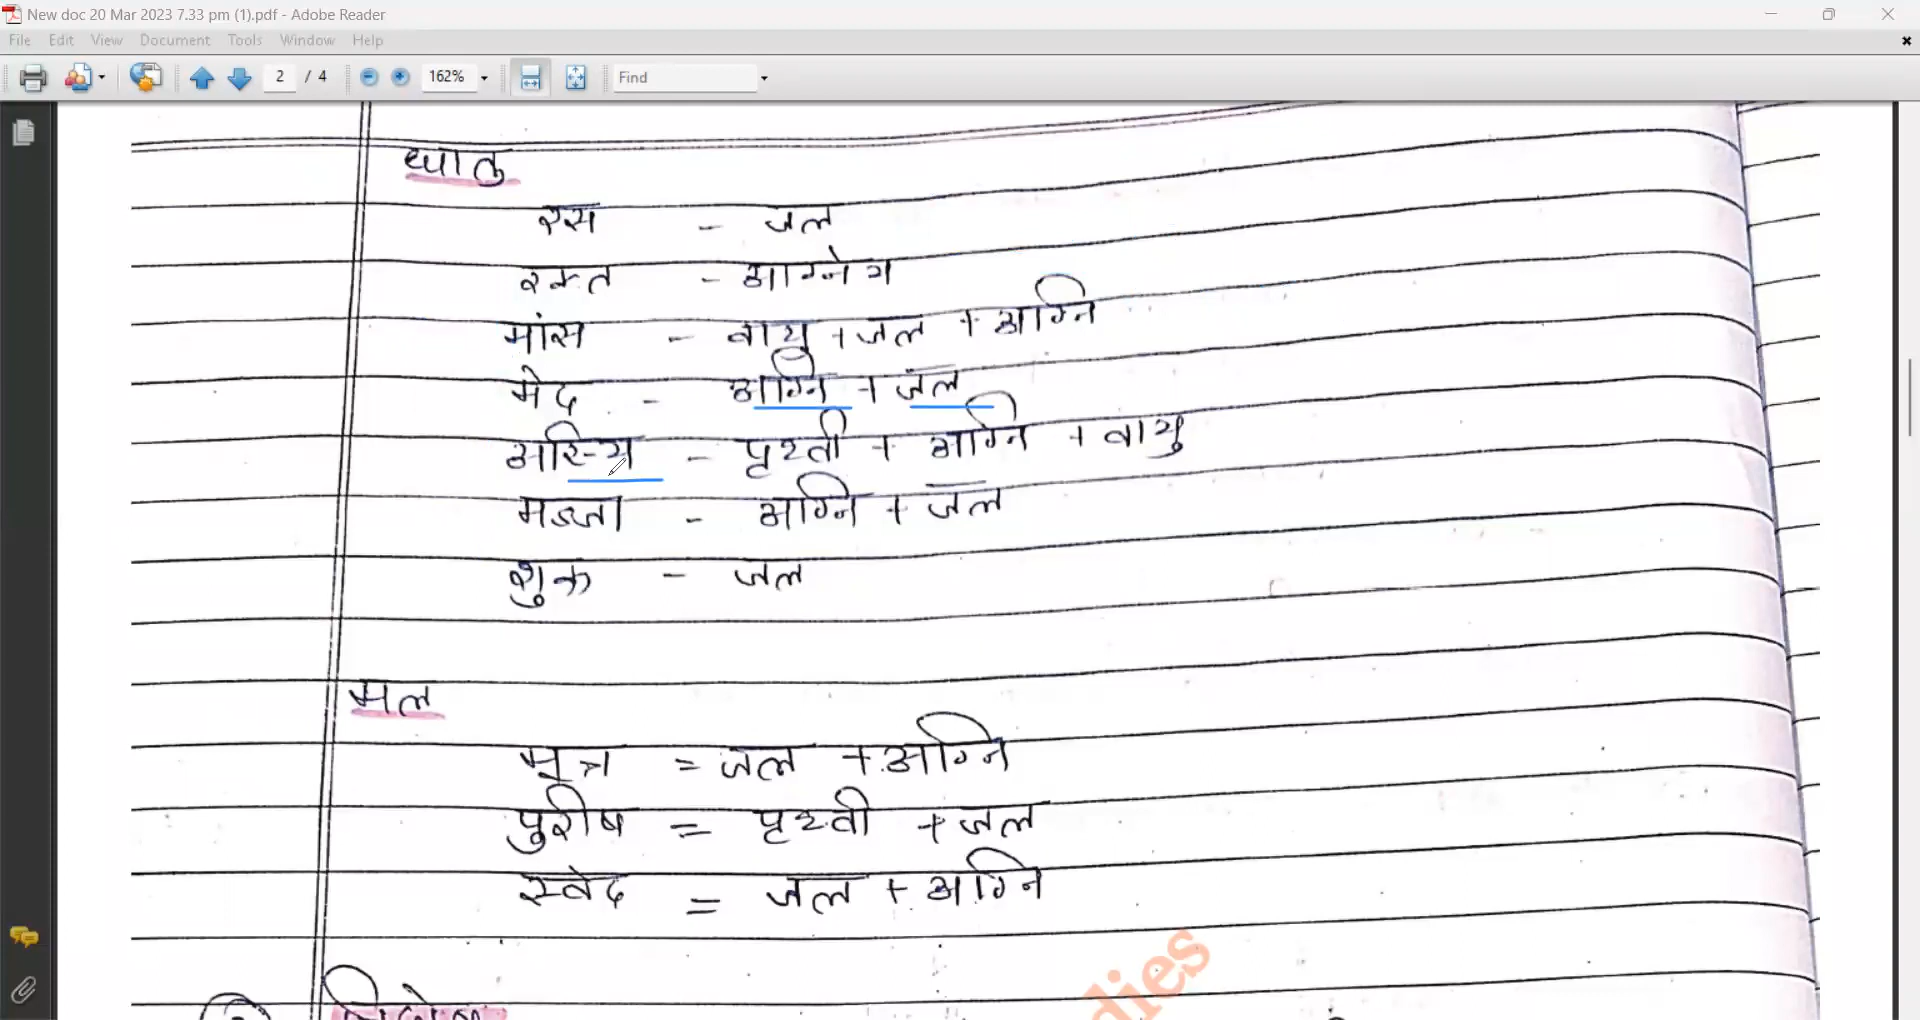 New doc 20 Mar 2023 7.33 pm (1).pdf - Adobe Reader
File Edit View Document Tools Window Help
2 / 4 162% Find
धातु
रस - जल
रक्त - आग्नेय
मांस - वायु + जल + अग्नि
मेद - अग्नि + जल
अस्थि - पृथ्वी + अग्नि + वायु
मज्जा - अग्नि + जल
शुक्र - जल
मल
मूत्र = जल + अग्नि
पुरीष = पृथ्वी + जल
स्वेद = जल + अग्नि
dies